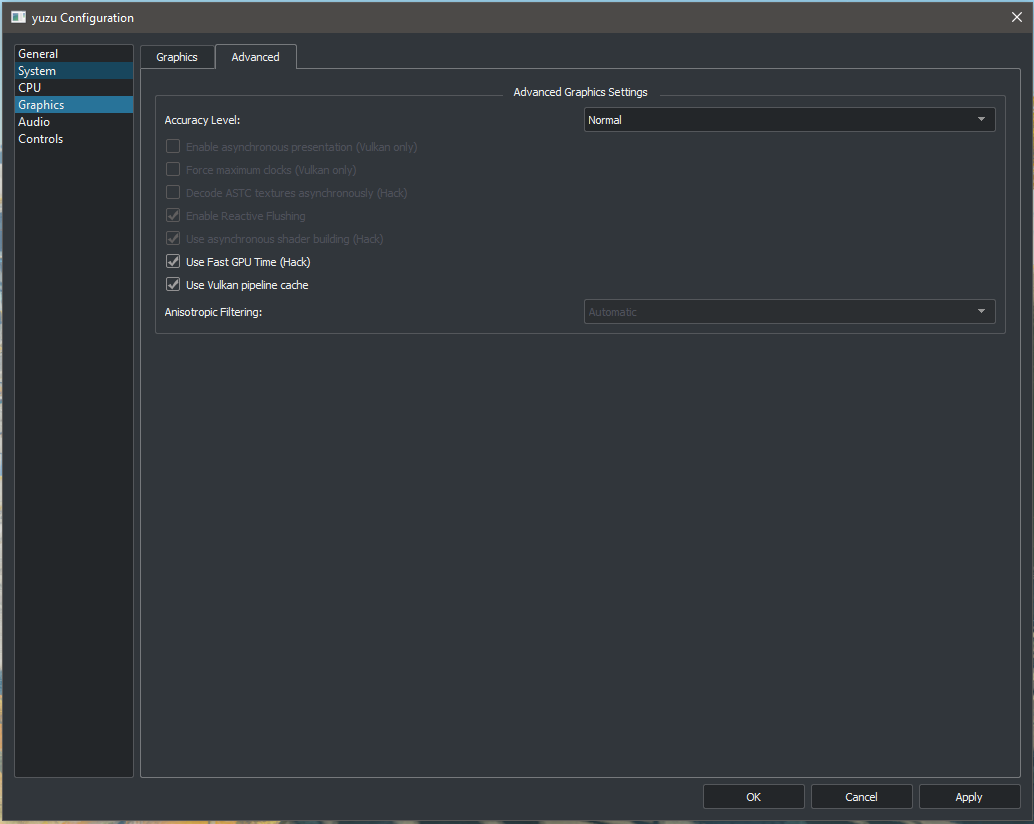 yuzu Configuration
General
System
CPU
Graphics
Audio
Controls
Graphics
Advanced
Advanced Graphics Settings
Accuracy Level:
Normal
Enable asynchronous presentation (Vulkan only)
Force maximum clocks (Vulkan only)
Decode ASTC textures asynchronously (Hack)
Enable Reactive Flushing
Use asynchronous shader building (Hack)
Use Fast GPU Time (Hack)
Use Vulkan pipeline cache
Anisotropic Filtering:
Automatic
OK
Cancel
Apply